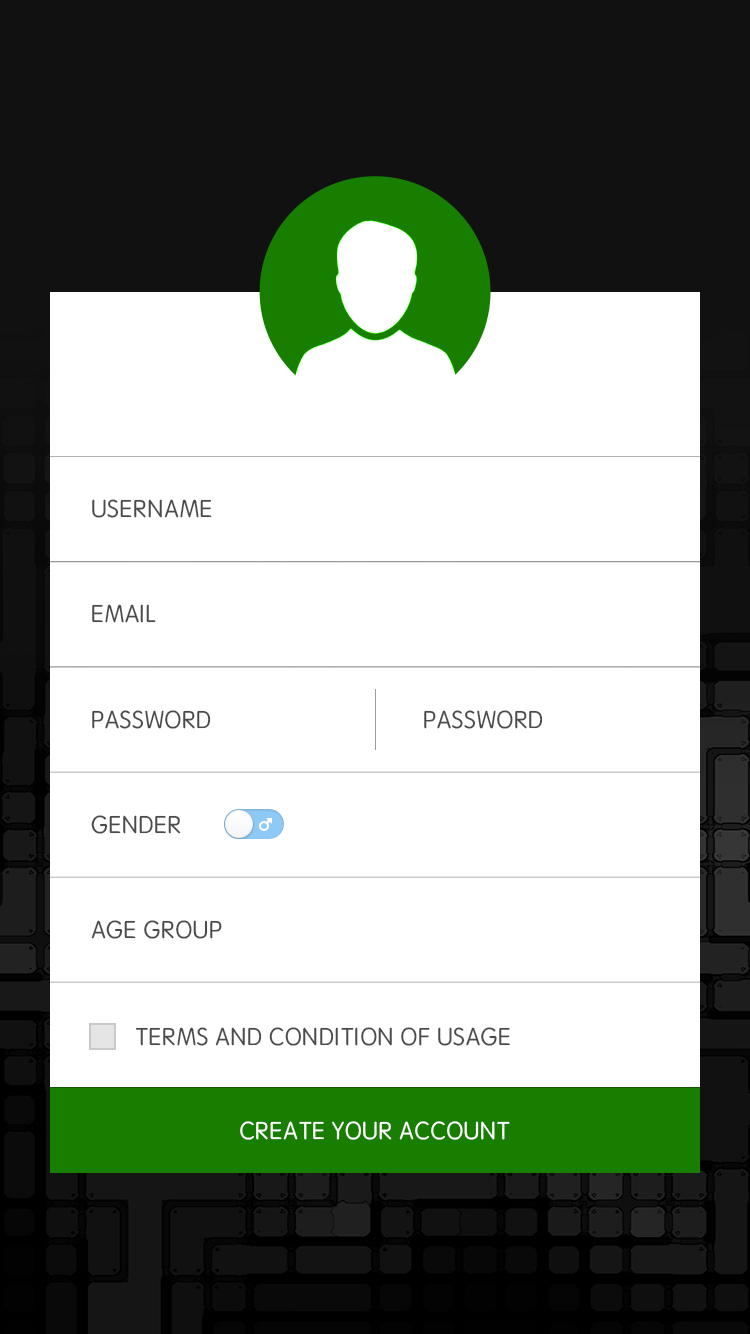 USERNAME
EMAIL
PASSWORD
PASSWORD
GENDER
AGE GROUP
TERMS AND CONDITION OF USAGE
CREATE YOUR ACCOUNT